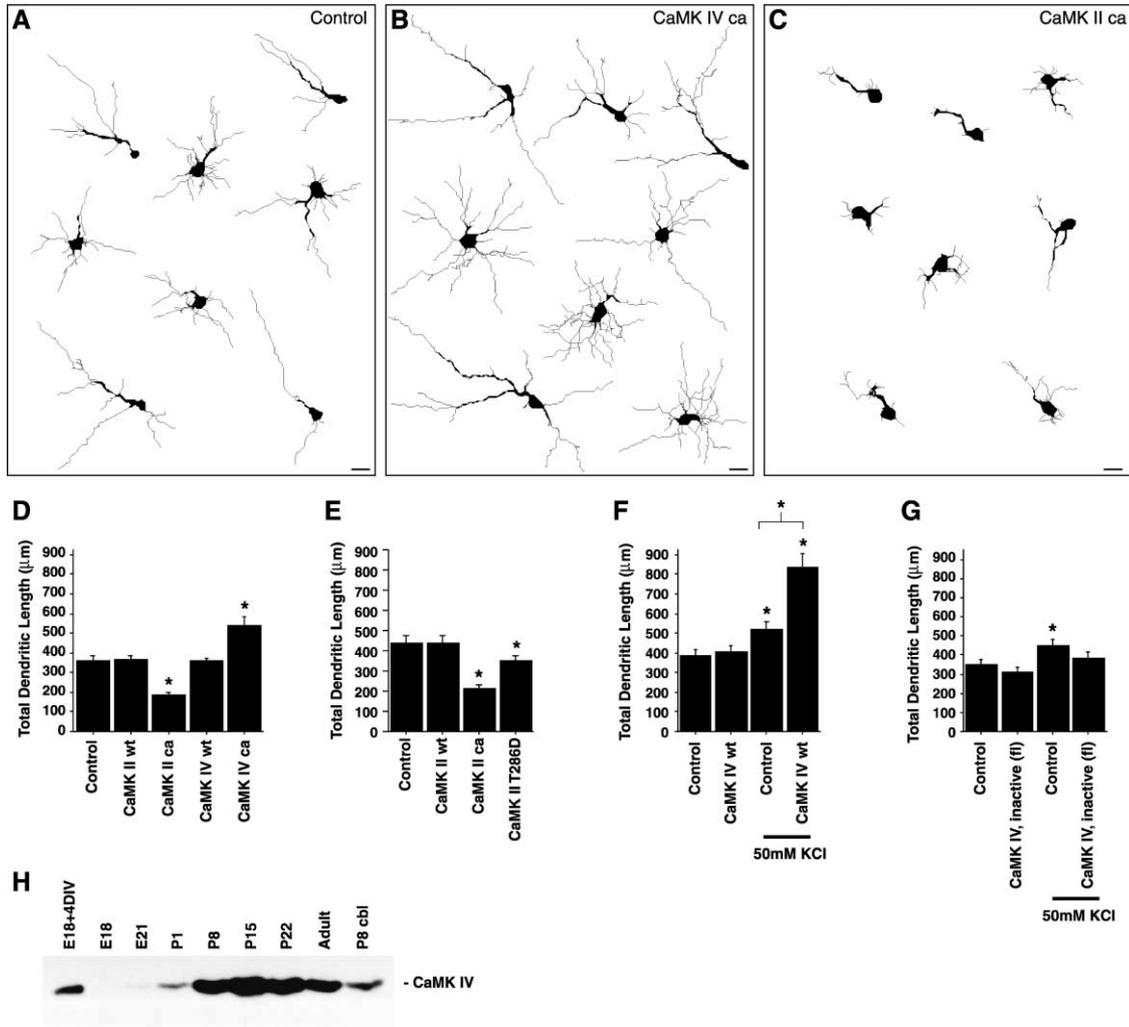 A Control
B CaMK IV ca
C CaMK II ca
D
Total Dendritic Length (μm)
900
800
700
600
500
400
300
200
100
0
*
*
Control
CaMK II wt
CaMK II ca
CaMK IV wt
CaMK IV ca
E
Total Dendritic Length (μm)
900
800
700
600
500
400
300
200
100
0
*
*
Control
CaMK II wt
CaMK II ca
CaMK II T286D
F
Total Dendritic Length (μm)
900
800
700
600
500
400
300
200
100
0
*
*
*
Control
CaMK IV wt
Control
CaMK IV wt
50mM KCl
G
Total Dendritic Length (μm)
900
800
700
600
500
400
300
200
100
0
*
Control
CaMK IV, inactive (fl)
Control
CaMK IV, inactive (fl)
50mM KCl
H
E18+4DIV
E18
E21
P1
P8
P15
P22
Adult
P8 cbl
- CaMK IV